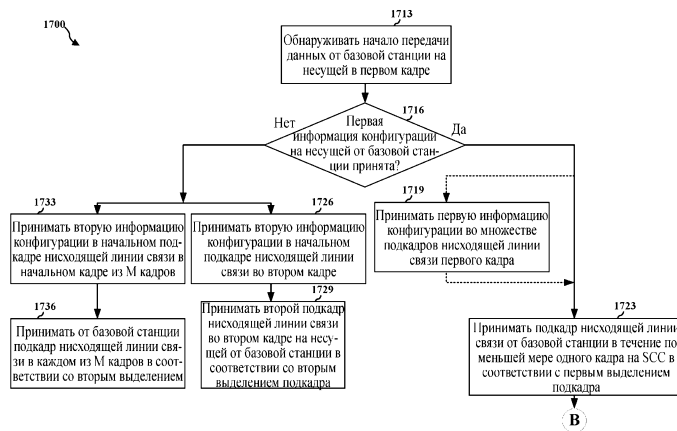 1700
1713
Обнаруживать начало передачи
данных от базовой станции на
несущей в первом кадре
1716
Нет
Первая
информация конфигурации
на несущей от базовой стан-
ции принята?
Да
1733
Принимать вторую информацию
конфигурации в начальном под-
кадре нисходящей линии связи в
начальном кадре из М кадров
1726
Принимать вторую информацию
конфигурации в начальном
подкадре нисходящей линии
связи во втором кадре
1719
Принимать первую информацию
конфигурации во множестве
подкадров нисходящей линии
связи первого кадра
1736
Принимать от базовой станции
подкадр нисходящей линии свя-
зи в каждом из М кадров в соот-
ветствии со вторым выделением
1729
Принимать второй подкадр
нисходящей линии связи
во втором кадре на несу-
щей от базовой станции в
соответствии со вторым
выделением подкадра
1723
Принимать подкадр нисходящей линии
связи от базовой станции в течение по
меньшей мере одного кадра на SCC в
соответствии с первым выделением
подкадра
B